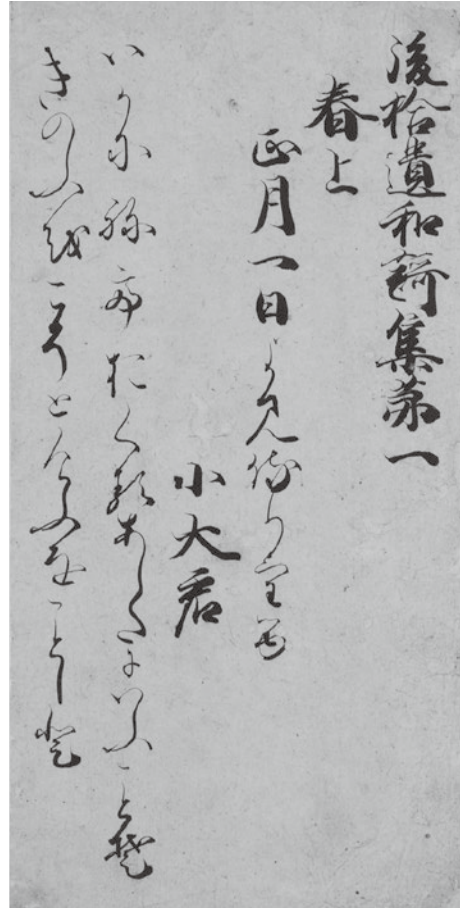 後拾遺和歌集第一
春上
正月一日よみ侍りける
小大君
いかにねておくるあしたにいふことそ
きのふをこそとけふをことしと